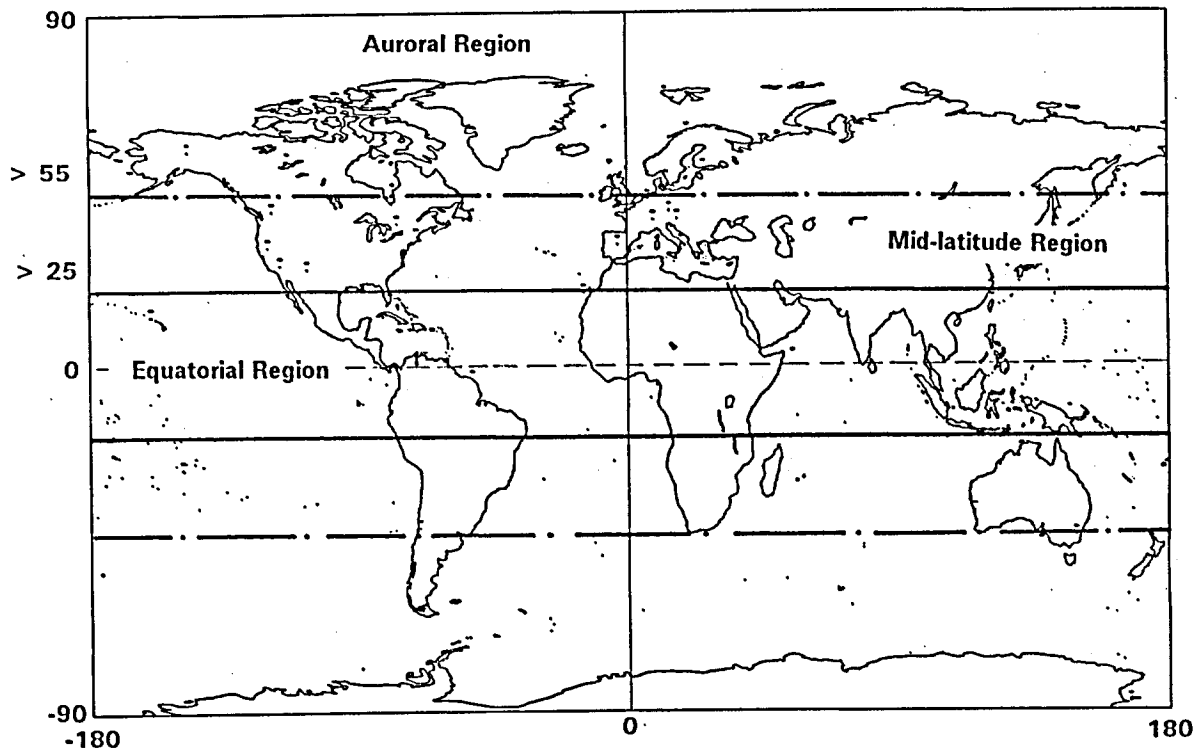 90
Auroral Region
> 55
Mid-latitude Region
> 25
0
Equatorial Region
-90
-180
0
180